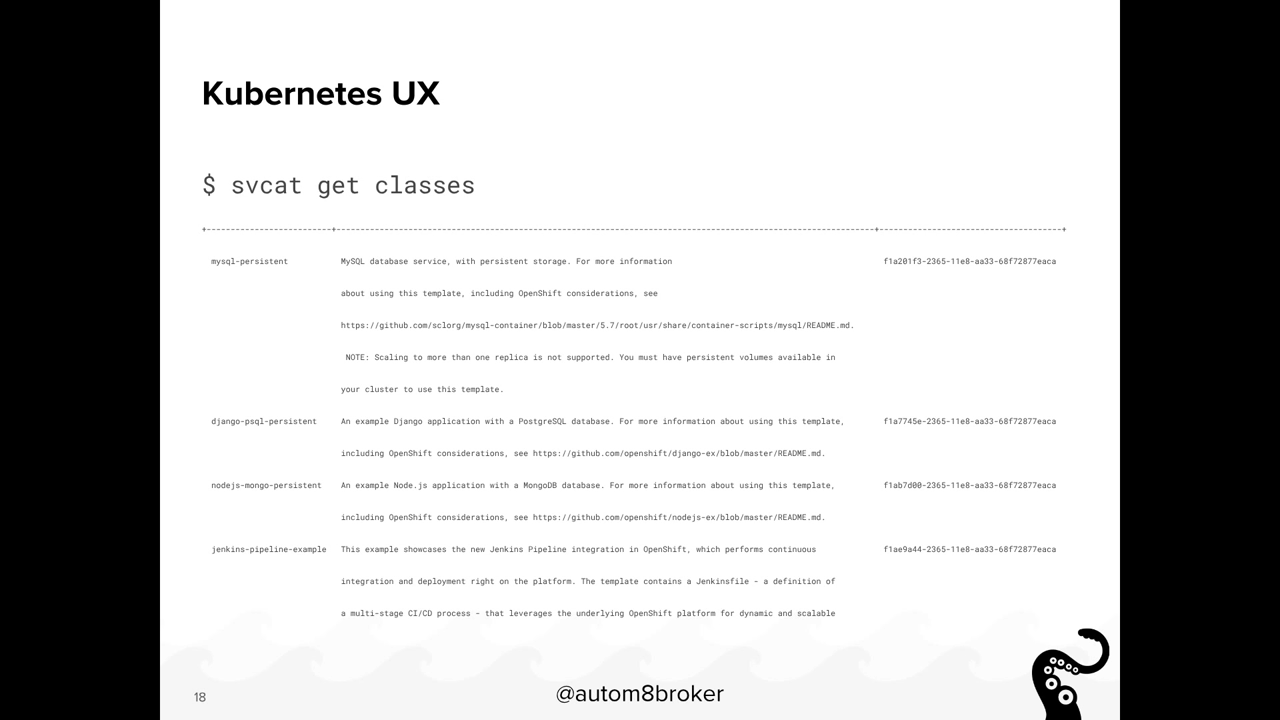 Kubernetes UX
$ svcat get classes
+-------------------------+----------------------------------------------------------------------------------------------------------------+--------------------------------------+
mysql-persistent MySQL database service, with persistent storage. For more information f1a201f3-2365-11e8-aa33-68f72877eaca
about using this template, including OpenShift considerations, see
https://github.com/sclorg/mysql-container/blob/master/5.7/root/usr/share/container-scripts/mysql/README.md.
NOTE: Scaling to more than one replica is not supported. You must have persistent volumes available in
your cluster to use this template.
django-psql-persistent An example Django application with a PostgreSQL database. For more information about using this template, f1a7745e-2365-11e8-aa33-68f72877eaca
including OpenShift considerations, see https://github.com/openshift/django-ex/blob/master/README.md.
nodejs-mongo-persistent An example Node.js application with a MongoDB database. For more information about using this template, f1ab7d00-2365-11e8-aa33-68f72877eaca
including OpenShift considerations, see https://github.com/openshift/nodejs-ex/blob/master/README.md.
jenkins-pipeline-example This example showcases the new Jenkins Pipeline integration in OpenShift, which performs continuous f1ae9a44-2365-11e8-aa33-68f72877eaca
integration and deployment right on the platform. The template contains a Jenkinsfile - a definition of
a multi-stage CI/CD process - that leverages the underlying OpenShift platform for dynamic and scalable
18
@autom8broker